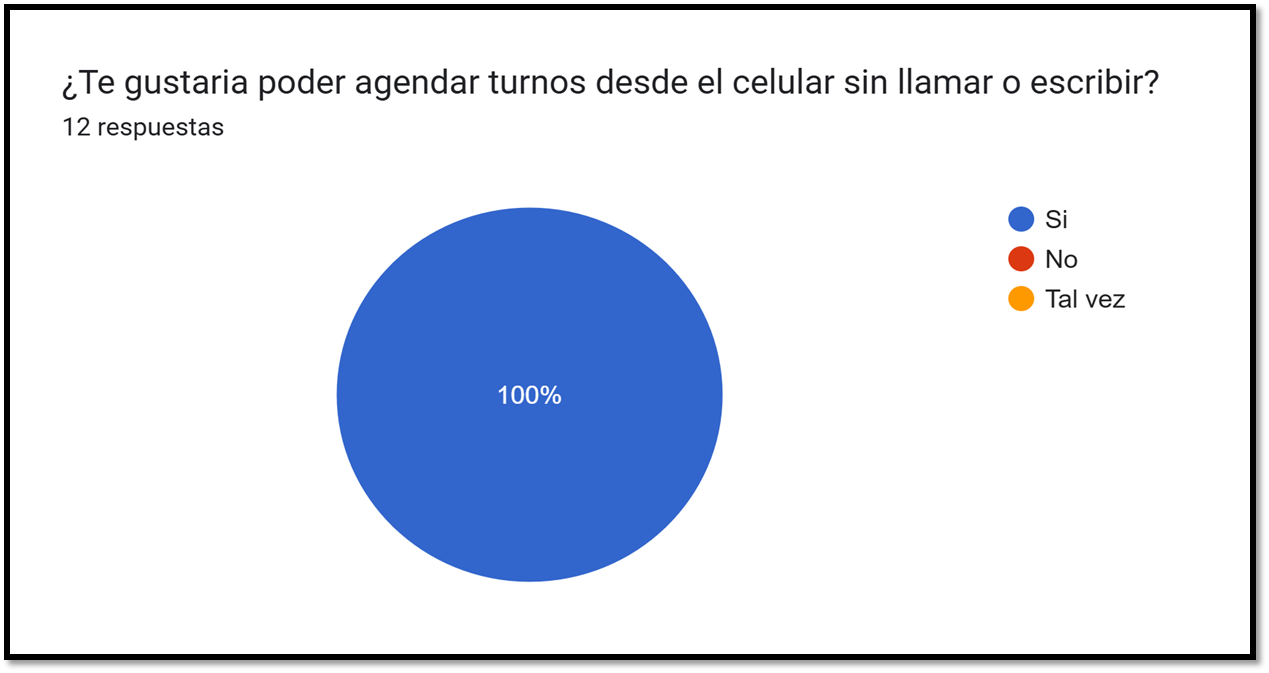 ¿Te gustaria poder agendar turnos desde el celular sin llamar o escribir?
12 respuestas
Si
No
Tal vez
100%